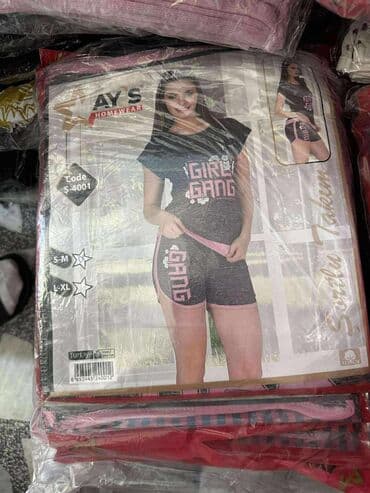 AY'S
HOMEWEAR
Code
S-4001
S-M
L-XL
GIRL
GANG
GANG
Şortlu Takım